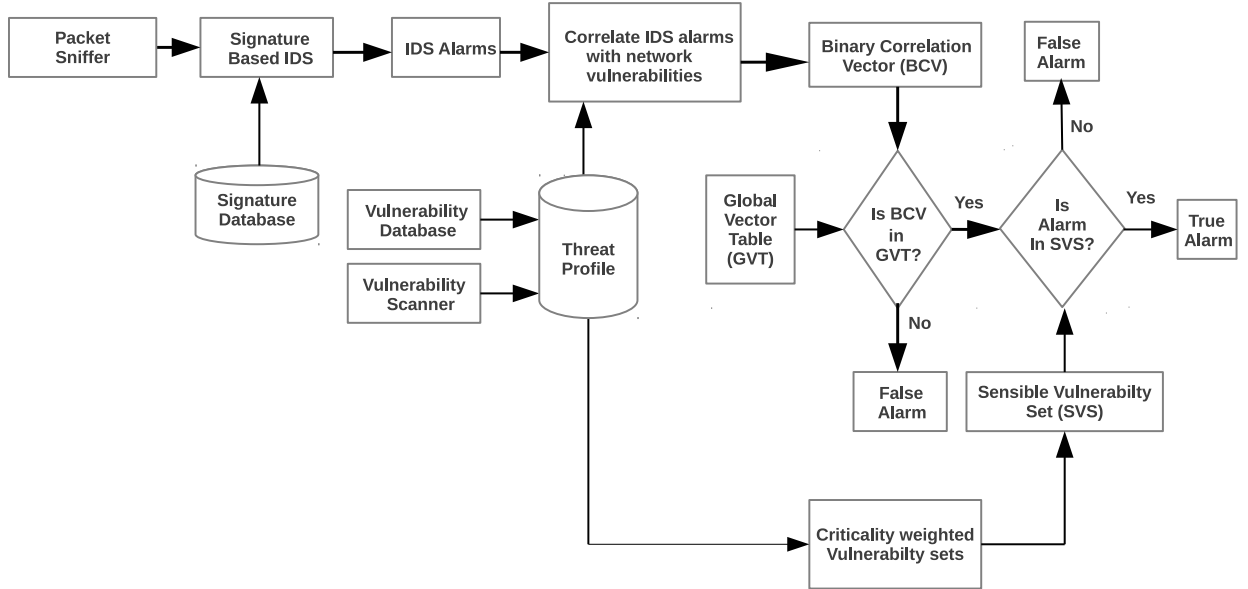 Packet
Sniffer
Signature
Based IDS
IDS Alarms
Correlate IDS alarms
with network
vulnerabilities
Binary Correlation
Vector (BCV)
False
Alarm
No
Signature
Database
Vulnerability
Database
Vulnerability
Scanner
Threat
Profile
Global
Vector
Table
(GVT)
Is BCV
in
GVT?
Yes
Is
Alarm
In SVS?
Yes
True
Alarm
No
False
Alarm
Sensible Vulnerabilty
Set (SVS)
Criticality weighted
Vulnerabilty sets